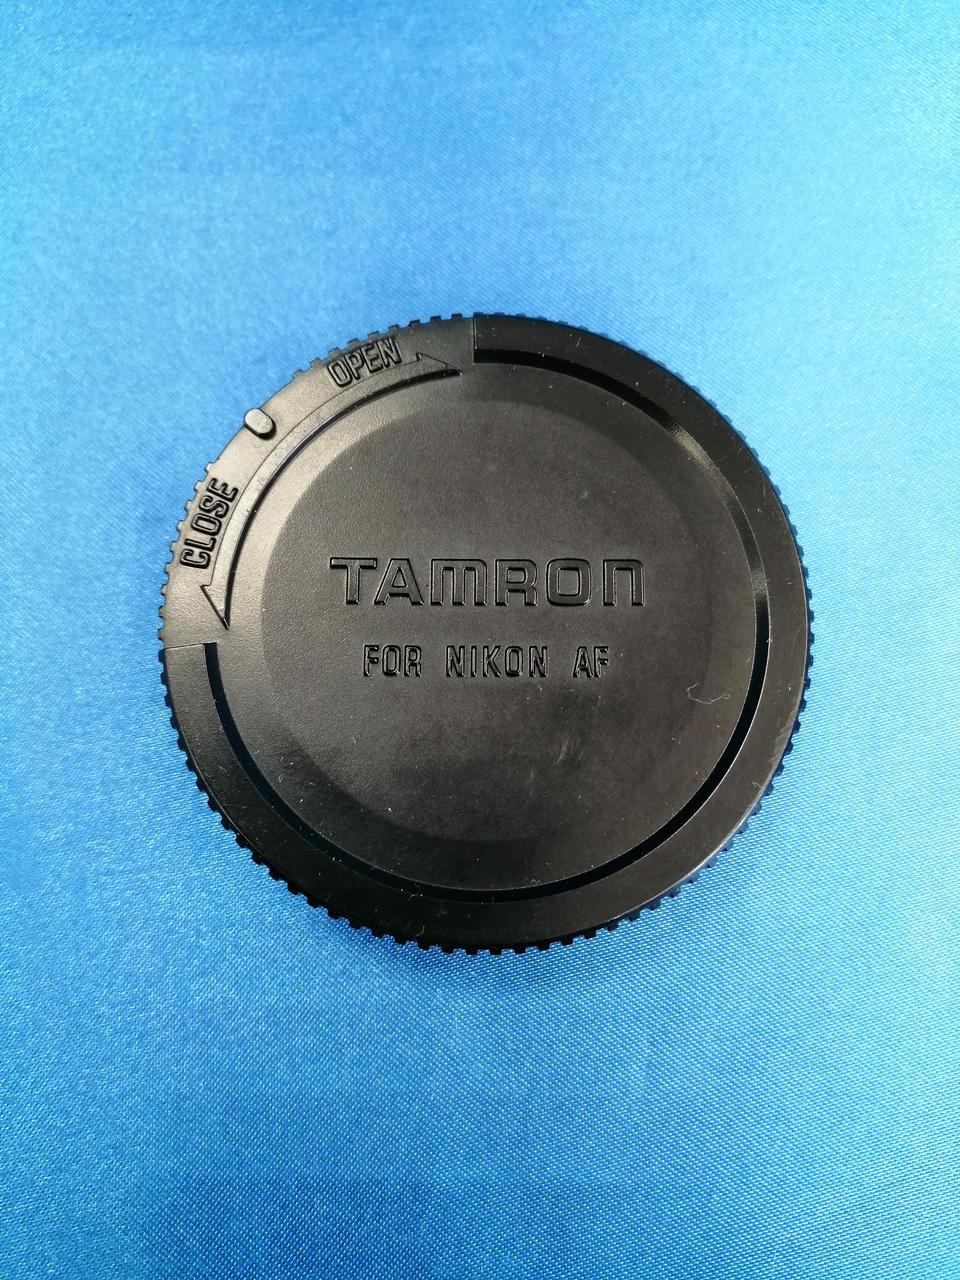 OPEN
CLOSE
TAMRON
FOR NIKON AF